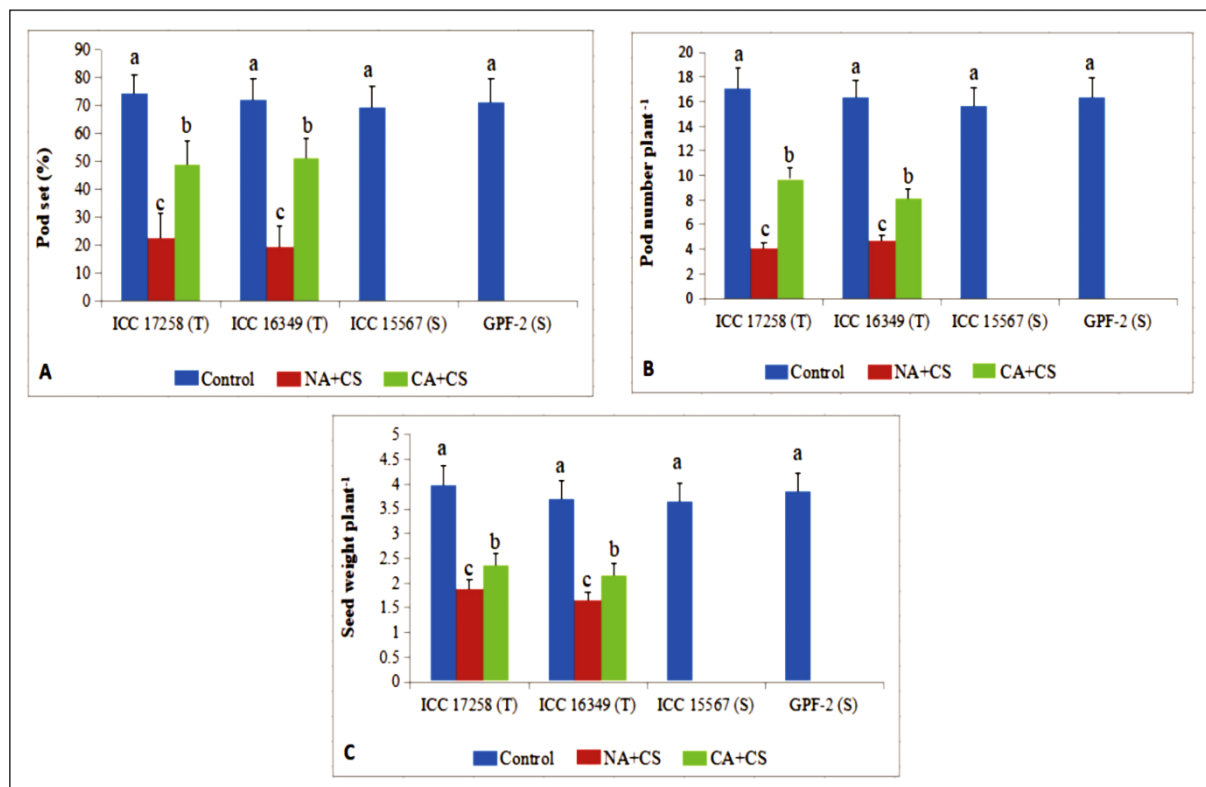 90
80
70
60
50
40
30
20
10
0
Pod set (%)
a
b
c
a
b
c
a
a
ICC 17258 (T) ICC 16349 (T) ICC 15567 (S) GPF-2 (S)
A
Control NA+CS CA+CS
20
18
16
14
12
10
8
6
4
2
0
Pod number plant⁻¹
a
b
c
a
b
c
a
a
ICC 17258 (T) ICC 16349 (T) ICC 15567 (S) GPF-2 (S)
B
Control NA+CS CA+CS
5
4.5
4
3.5
3
2.5
2
1.5
1
0.5
0
Seed weight plant⁻¹
a
b
c
a
b
c
a
a
ICC 17258 (T) ICC 16349 (T) ICC 15567 (S) GPF-2 (S)
C
Control NA+CS CA+CS